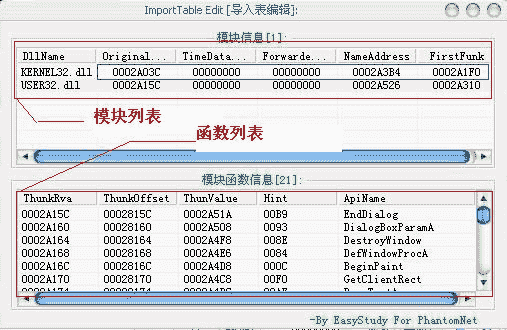 ImportTable Edit [导入表编辑]:
模块信息[1]:
DllName Original... TimeData... Forwarde... NameAddress FirstFunk
KERNEL32.dll 0002A03C 00000000 00000000 0002A3B4 0002A1F0
USER32.dll 0002A15C 00000000 00000000 0002A526 0002A310
模块列表
函数列表
模块函数信息[21]:
ThunkRva ThunkOffset ThunValue Hint ApiName
0002A15C 0002815C 0002A51A 00B9 EndDialog
0002A160 00028160 0002A508 0093 DialogBoxParamA
0002A164 00028164 0002A4F8 008E DestroyWindow
0002A168 00028168 0002A4E6 0084 DefWindowProcA
0002A16C 0002816C 0002A4D8 000C BeginPaint
0002A170 00028170 0002A4C8 00F0 GetClientRect
-By EasyStudy For PhantomNet